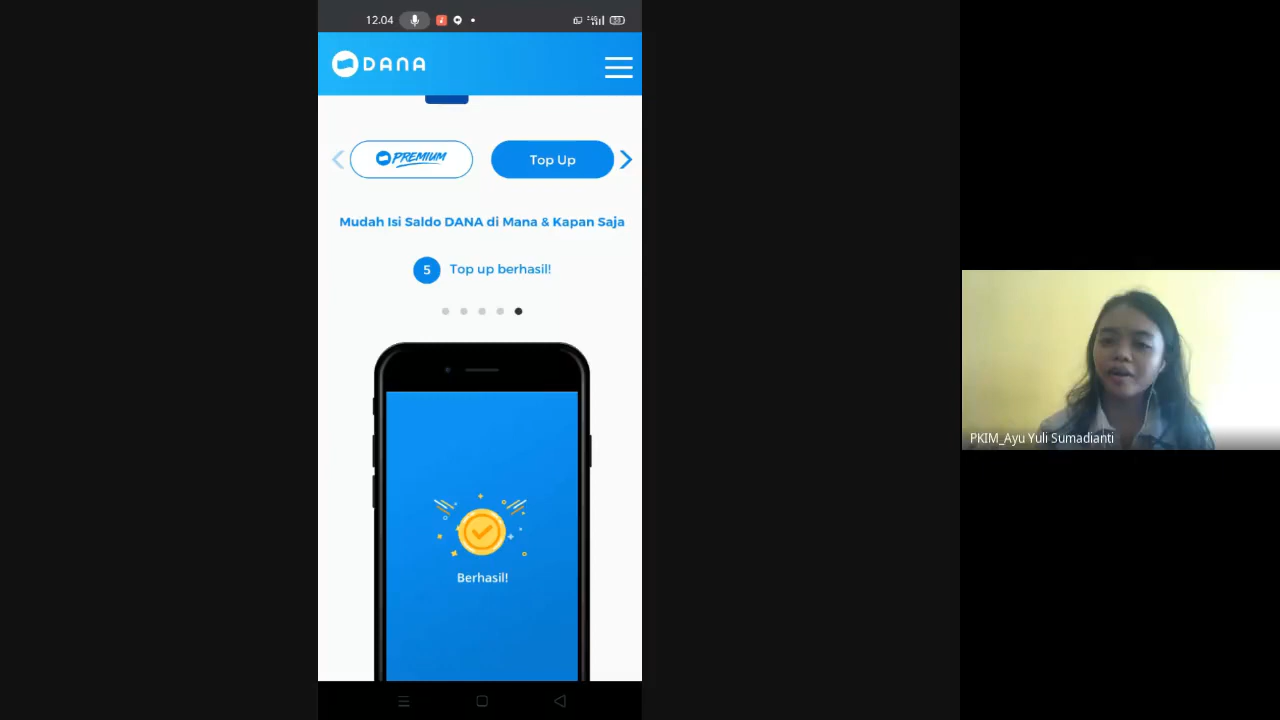 12.04
DANA
PREMIUM
Top Up
Mudah Isi Saldo DANA di Mana & Kapan Saja
5 Top up berhasil!
Berhasil!
PKIM_Ayu Yuli Sumadianti